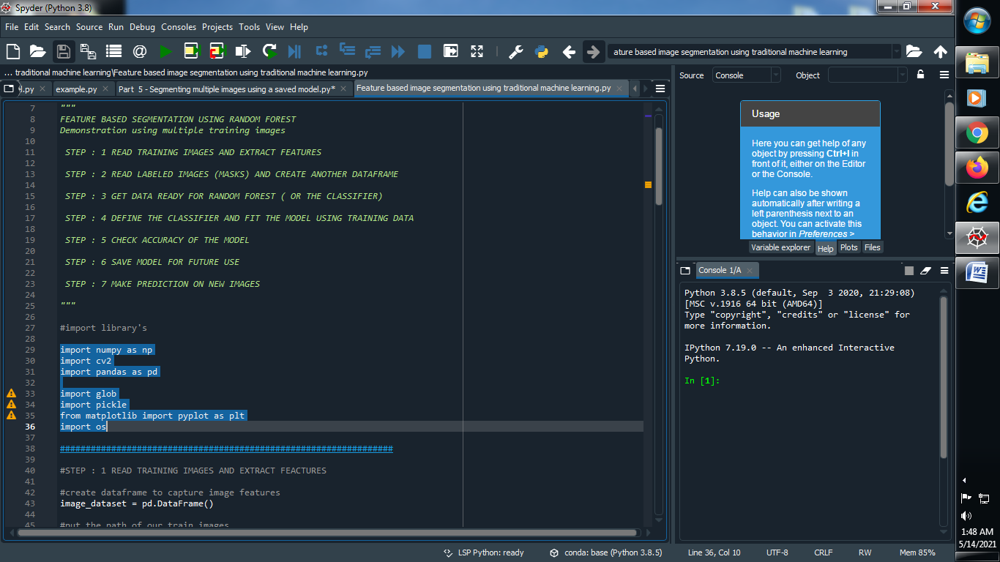 Spyder (Python 3.8)
File Edit Search Source Run Debug Consoles Projects Tools View Help
ature based image segmentation using traditional machine learning
... traditional machine learning\Feature based image segmentation using traditional machine learning.py
el.py example.py Part 5 - Segmenting multiple images using a saved model.py* Feature based image segmentation using traditional machine learning.py
7 """
8 FEATURE BASED SEGMENTATION USING RANDOM FOREST
9 Demonstration using multiple training images
10
11 STEP : 1 READ TRAINING IMAGES AND EXTRACT FEATURES
12
13 STEP : 2 READ LABELED IMAGES (MASKS) AND CREATE ANOTHER DATAFRAME
14
15 STEP : 3 GET DATA READY FOR RANDOM FOREST ( OR THE CLASSIFIER)
16
17 STEP : 4 DEFINE THE CLASSIFIER AND FIT THE MODEL USING TRAINING DATA
18
19 STEP : 5 CHECK ACCURACY OF THE MODEL
20
21 STEP : 6 SAVE MODEL FOR FUTURE USE
22
23 STEP : 7 MAKE PREDICTION ON NEW IMAGES
24
25 """
26
27 #import library's
28
29 import numpy as np
30 import cv2
31 import pandas as pd
32
33 import glob
34 import pickle
35 from matplotlib import pyplot as plt
36 import os
37
38 #################################################################
39
40 #STEP : 1 READ TRAINING IMAGES AND EXTRACT FEACTURES
41
42 #create dataframe to capture image features
43 image_dataset = pd.DataFrame()
44
45 #put the path of our train images
Source Console Object
Usage
Here you can get help of any
object by pressing Ctrl+I in
front of it, either on the Editor
or the Console.
Help can also be shown
automatically after writing a
left parenthesis next to an
object. You can activate this
behavior in Preferences >
Variable explorer Help Plots Files
Console 1/A
Python 3.8.5 (default, Sep 3 2020, 21:29:08)
[MSC v.1916 64 bit (AMD64)]
Type "copyright", "credits" or "license" for
more information.
IPython 7.19.0 -- An enhanced Interactive
Python.
In [1]:
LSP Python: ready conda: base (Python 3.8.5) Line 36, Col 10 UTF-8 CRLF RW Mem 85%
1:48 AM
5/14/2021